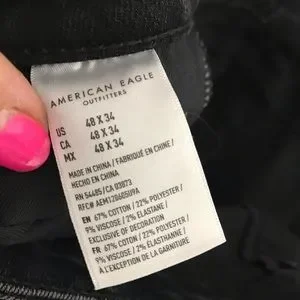 AMERICAN EAGLE
OUTFITTERS
US 48 X 34
CA 48 X 34
MX 48 X 34
MADE IN CHINA / FABRIQUÉ EN CHINE /
HECHO EN CHINA
RN 54485 / CA 03873
EN 67% COTTON / 22% POLYESTER /
9% VISCOSE / 2% ELASTANE /
EXCLUSIVE OF DECORATION
FR 67% COTON / 22% POLYESTER /
9% VISCOSE / 2% ÉLASTHANNE /
À L'EXCEPTION DE LA GARNITURE